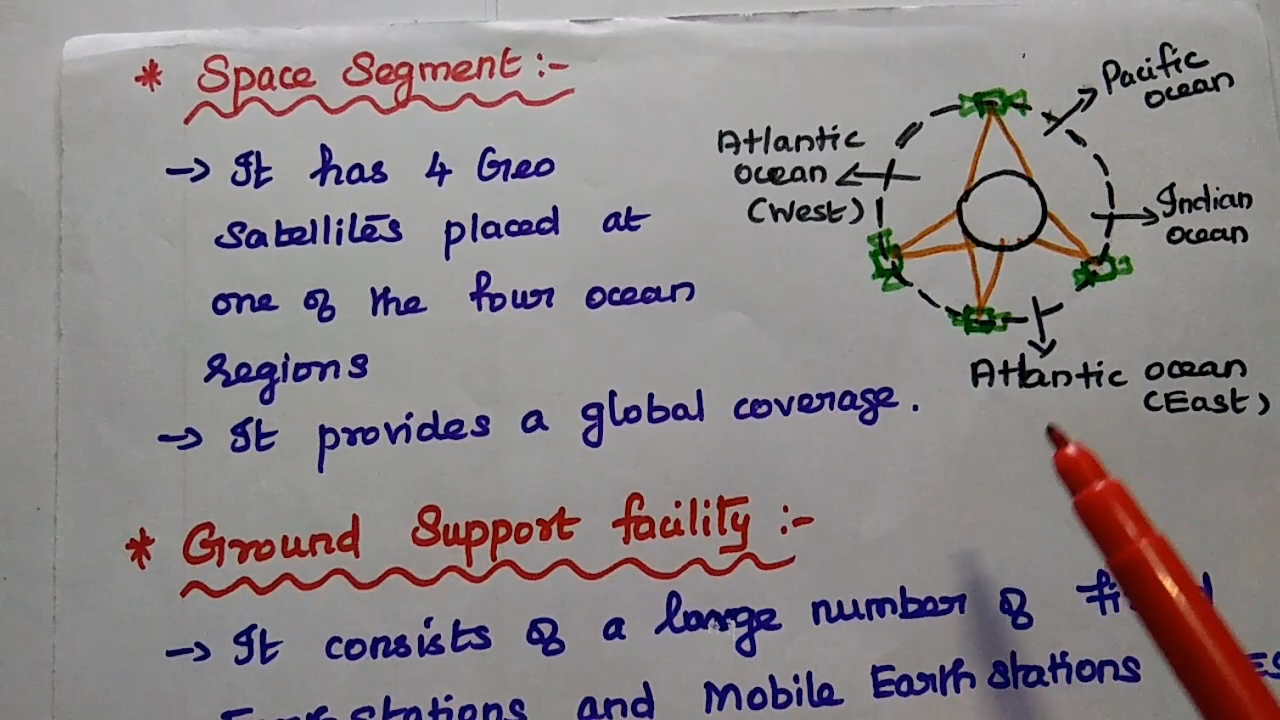 * Space Segment :-
→ It has 4 Geo
satellites placed at
one of the four ocean
regions
→ It provides a global coverage.
Pacific
ocean
Atlantic
ocean
(West)
Indian
ocean
Atlantic ocean
(East)
* Ground Support facility :-
→ It consists of a large number of
stations and Mobile Earth stations